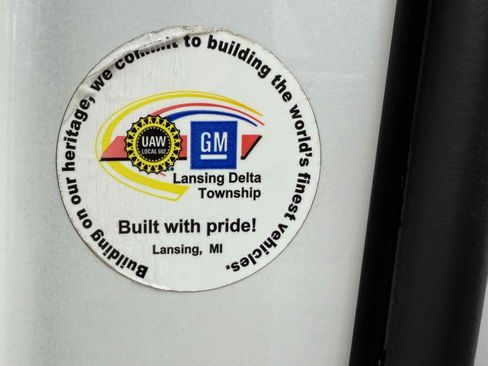 Building on our heritage, we commit to building the world's finest vehicles.
UAW
LOCAL 602
GM
Lansing Delta
Township
Built with pride!
Lansing, MI